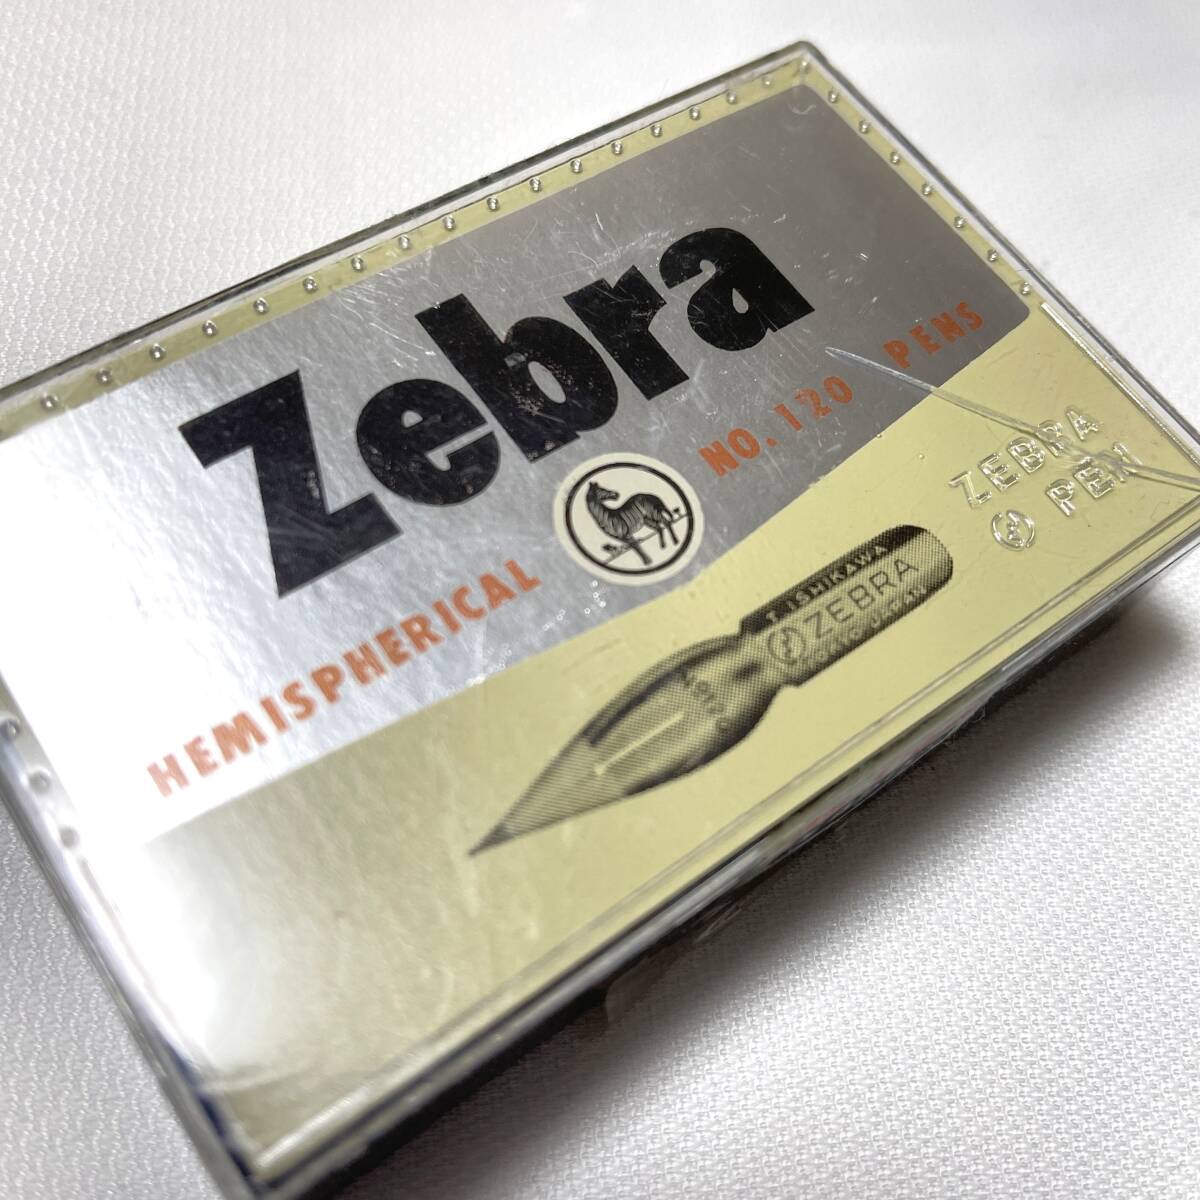 Zebra
HEMISPHERICAL NO. 120 PENS
ZEBRA
PEN
T. ISHIKAWA
ZEBRA